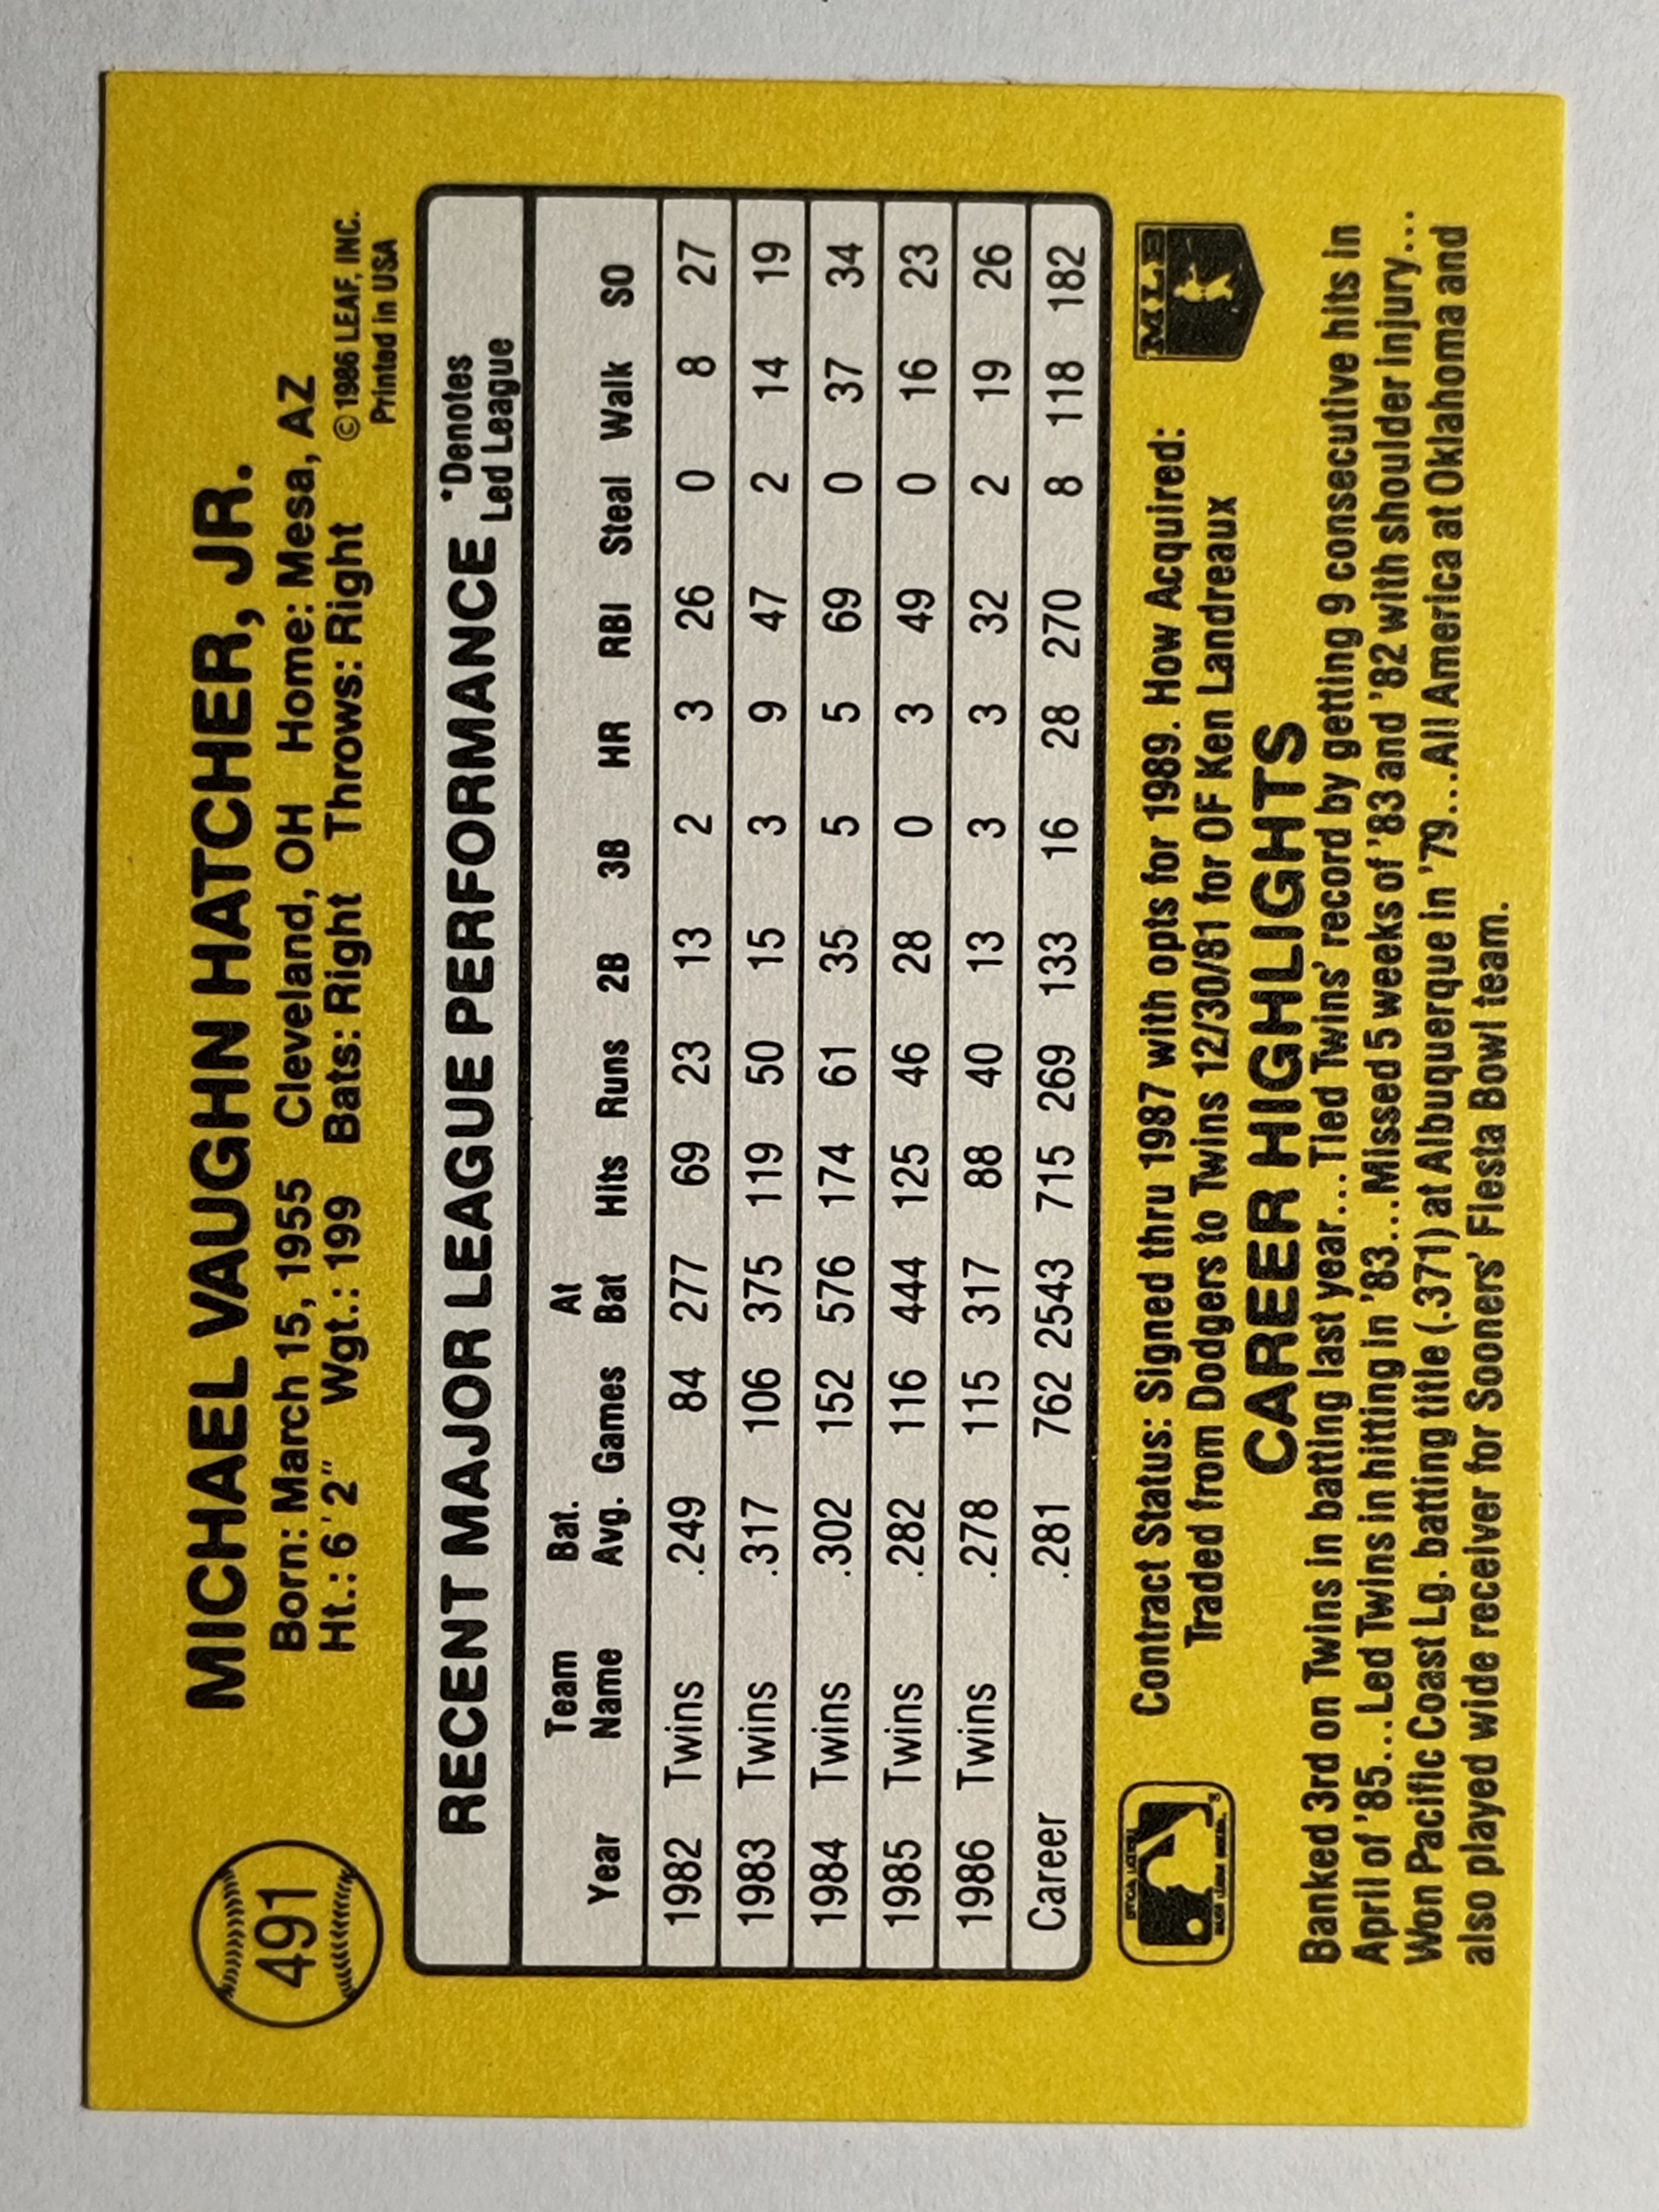 491
MICHAEL VAUGHN HATCHER, JR.
Born: March 15, 1955 Cleveland, OH Home: Mesa, AZ
Ht.: 6'2" Wgt.: 199 Bats: Right Throws: Right
© 1986 LEAF, INC.
Printed in USA
RECENT MAJOR LEAGUE PERFORMANCE *Denotes
Led League
Year Team Name Bat. Avg. Games At Bat Hits Runs 2B 3B HR RBI Steal Walk SO
1982 Twins .249 84 277 69 23 13 2 3 26 0 8 27
1983 Twins .317 106 375 119 50 15 3 9 47 2 14 19
1984 Twins .302 152 576 174 61 35 5 5 69 0 37 34
1985 Twins .282 116 444 125 46 28 0 3 49 0 16 23
1986 Twins .278 115 317 88 40 13 3 3 32 2 19 26
Career .281 762 2543 715 269 133 16 28 270 8 118 182
Contract Status: Signed thru 1987 with opts for 1989. How Acquired:
Traded from Dodgers to Twins 12/30/81 for OF Ken Landreaux
MLB
CAREER HIGHLIGHTS
Banked 3rd on Twins in batting last year...Tied Twins' record by getting 9 consecutive hits in
April of '85...Led Twins in hitting in '83...Missed 5 weeks of '83 and '82 with shoulder injury...
Won Pacific Coast Lg. batting title (.371) at Albuquerque in '79...All America at Oklahoma and
also played wide receiver for Sooners' Fiesta Bowl team.